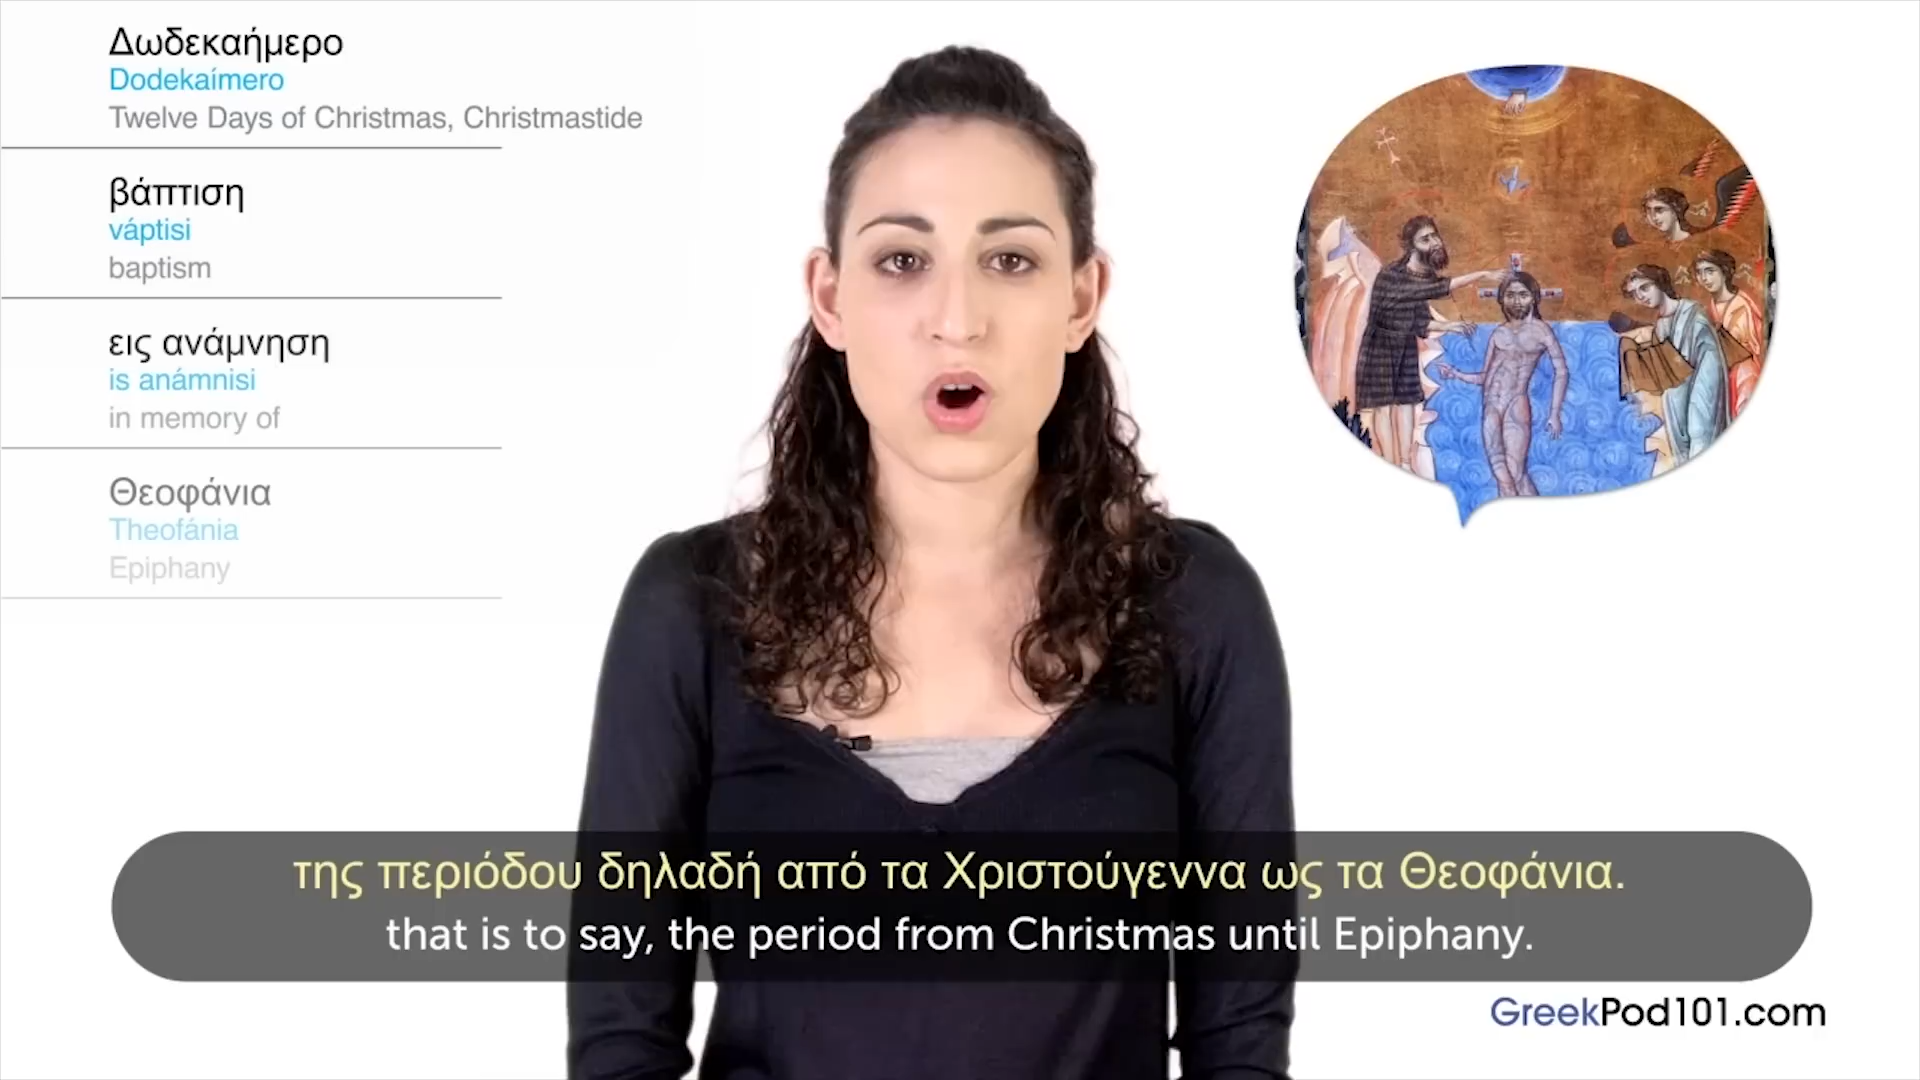 Δωδεκαήμερο
Dodekaímero
Twelve Days of Christmas, Christmastide
βάπτιση
váptisi
baptism
εις ανάμνηση
is anámnisi
in memory of
Θεοφάνια
Theofánia
Epiphany
της περιόδου δηλαδή από τα Χριστούγεννα ως τα Θεοφάνια.
that is to say, the period from Christmas until Epiphany.
GreekPod101.com